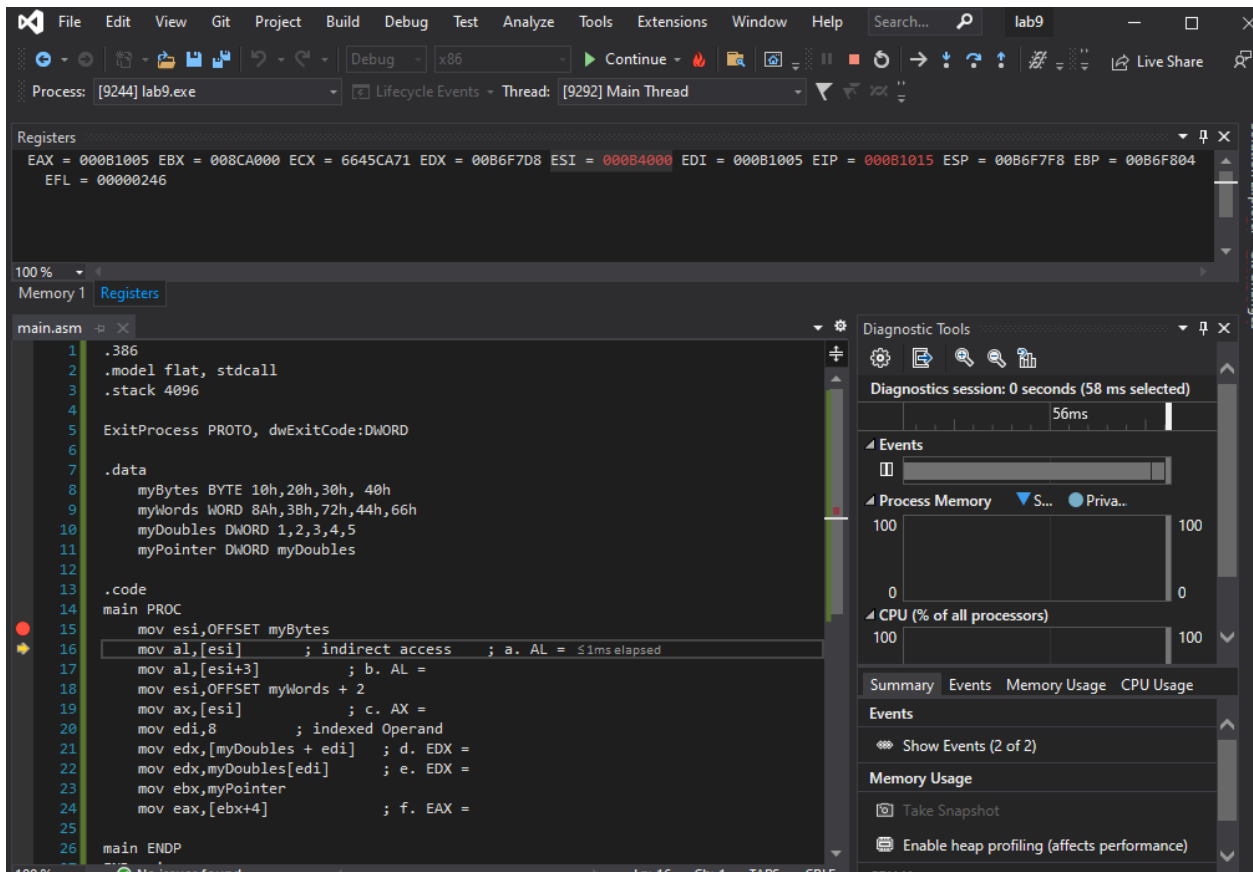 File Edit View Git Project Build Debug Test Analyze Tools Extensions Window Help Search... lab9
Debug x86 Continue Live Share
Process: [9244] lab9.exe Lifecycle Events Thread: [9292] Main Thread
Registers
EAX = 000B1005 EBX = 008CA000 ECX = 6645CA71 EDX = 00B6F7D8 ESI = 000B4000 EDI = 000B1005 EIP = 000B1015 ESP = 00B6F7F8 EBP = 00B6F804
EFL = 00000246
100 %
Memory 1 Registers
main.asm
1 .386
2 .model flat, stdcall
3 .stack 4096
4
5 ExitProcess PROTO, dwExitCode:DWORD
6
7 .data
8 myBytes BYTE 10h,20h,30h, 40h
9 myWords WORD 8Ah,3Bh,72h,44h,66h
10 myDoubles DWORD 1,2,3,4,5
11 myPointer DWORD myDoubles
12
13 .code
14 main PROC
15 mov esi,OFFSET myBytes
16 mov al,[esi] ; indirect access ; a. AL = ≤1ms elapsed
17 mov al,[esi+3] ; b. AL =
18 mov esi,OFFSET myWords + 2
19 mov ax,[esi] ; c. AX =
20 mov edi,8 ; indexed Operand
21 mov edx,[myDoubles + edi] ; d. EDX =
22 mov edx,myDoubles[edi] ; e. EDX =
23 mov ebx,myPointer
24 mov eax,[ebx+4] ; f. EAX =
25
26 main ENDP
Diagnostic Tools
Diagnostics session: 0 seconds (58 ms selected)
56ms
Events
Process Memory S... Priva...
100 100
0 0
CPU (% of all processors)
100 100
Summary Events Memory Usage CPU Usage
Events
Show Events (2 of 2)
Memory Usage
Take Snapshot
Enable heap profiling (affects performance)